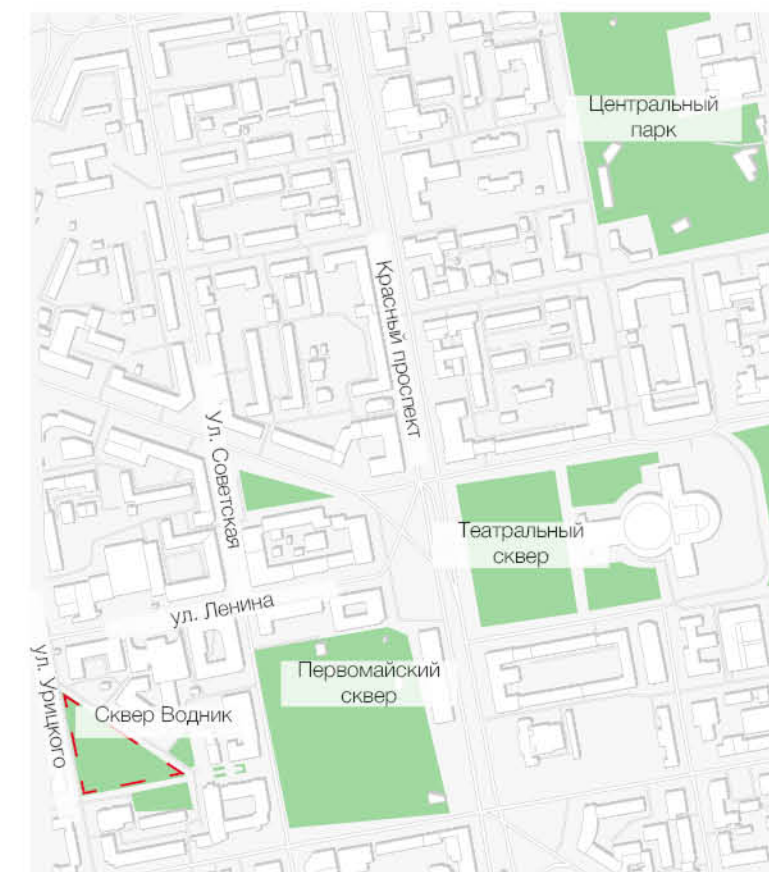 Центральный
парк
Красный проспект
Ул. Советская
Театральный
сквер
ул. Ленина
Первомайский
сквер
ул. Урицкого
Сквер Водник